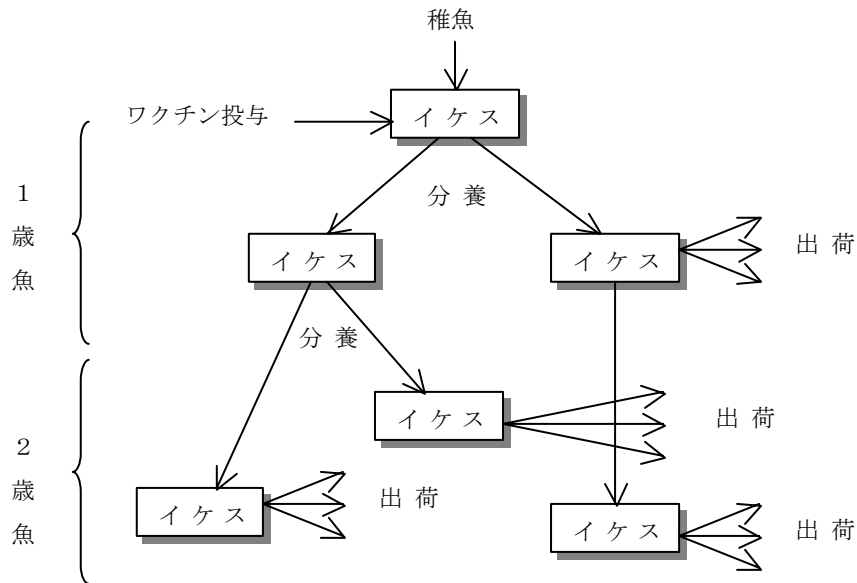 稚魚
ワクチン投与
イケス
分 養
1歳魚
イケス
イケス
出 荷
分 養
イケス
出 荷
2歳魚
イケス
出 荷
イケス
出 荷